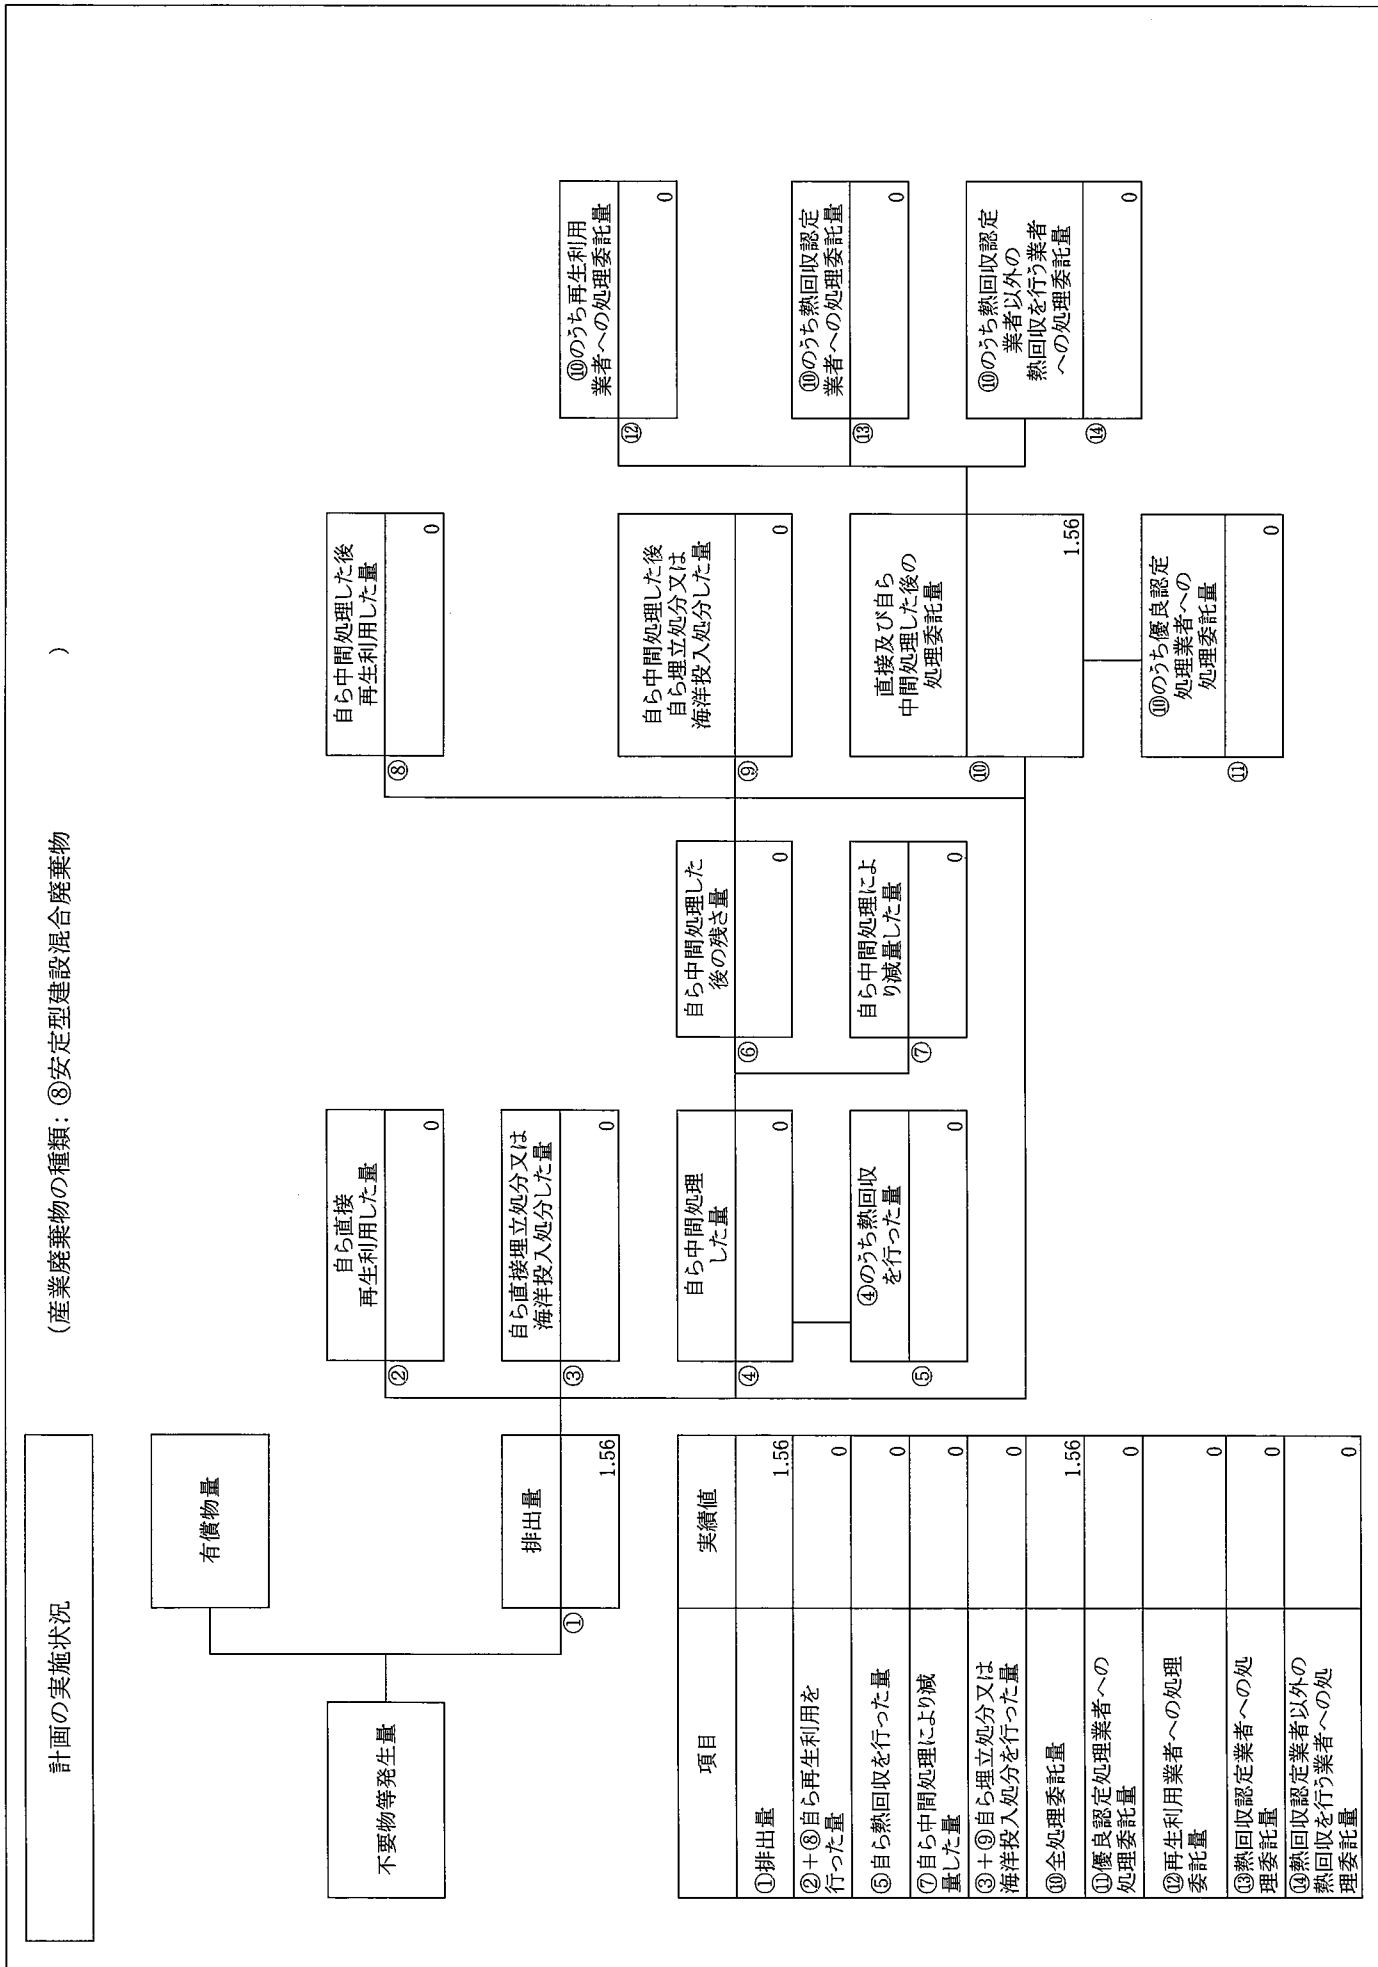 計画の実施状況
(産業廃棄物の種類:⑧安定型建設混合廃棄物 )
不要物等発生量
有償物量
排出量
①
1.56
自ら直接
再生利用した量
②
0
自ら直接埋立処分又は
海洋投入処分した量
③
0
自ら中間処理
した量
④
0
④のうち熱回収
を行った量
⑤
0
自ら中間処理した
後の残さ量
⑥
0
自ら中間処理によ
り減量した量
⑦
0
自ら中間処理した後
再生利用した量
⑧
0
自ら中間処理した後
自ら埋立処分又は
海洋投入処分した量
⑨
0
直接及び自ら
中間処理した後の
処理委託量
⑩
1.56
⑩のうち優良認定
処理業者への
処理委託量
⑪
0
⑩のうち再生利用
業者への処理委託量
⑫
0
⑩のうち熱回収認定
業者への処理委託量
⑬
0
⑩のうち熱回収認定
業者以外の
熱回収を行う業者
への処理委託量
⑭
0
項目 実績値
①排出量 1.56
②+⑧自ら再生利用を
行った量 0
⑤自ら熱回収を行った量 0
⑦自ら中間処理により減
量した量 0
③+⑨自ら埋立処分又は
海洋投入処分を行った量 0
⑩全処理委託量 1.56
⑪優良認定処理業者への
処理委託量 0
⑫再生利用業者への処理
委託量 0
⑬熱回収認定業者への処
理委託量 0
⑭熱回収認定業者以外の
熱回収を行う業者への処
理委託量 0